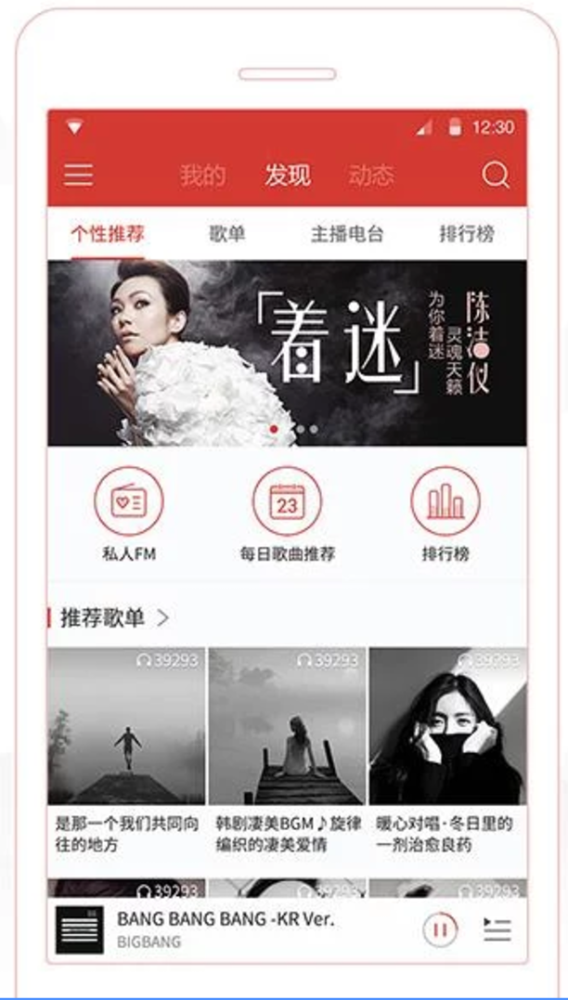 12:30
我的 发现 动态
个性推荐 歌单 主播电台 排行榜
「着迷」
为你着迷
灵魂天籁
陈洁仪
23
私人FM 每日歌曲推荐 排行榜
推荐歌单 >
39293 39293 39293
是那一个我们共同向 韩剧凄美BGM♪旋律 暖心对唱·冬日里的
往的地方 编织的凄美爱情 一剂治愈良药
39293 39293 39293
BANG BANG BANG -KR Ver.
BIGBANG